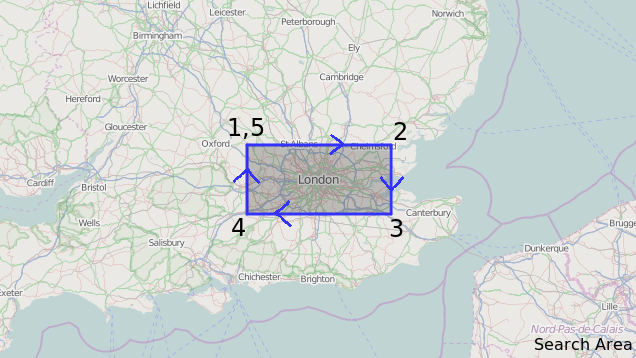 Lichfield
Leicester
Norwich
Peterborough
Birmingham
Ely
Worcester
Cambridge
Hereford
Gloucester
1,5
2
Oxford
St Albans
Chelmsford
London
Cardiff
Bristol
Canterbury
Wells
4
3
Bruges
Salisbury
Dunkerque
Chichester
Brighton
Exeter
Lille
Nord-Pas-de-Calais
Search Area